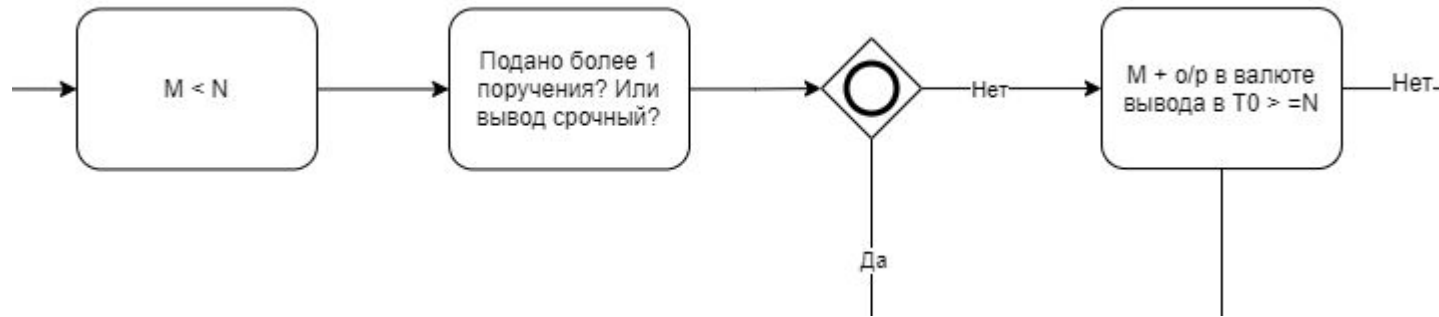 M < N
Подано более 1
поручения? Или
вывод срочный?
Нет
М + о/р в валюте
вывода в Т0 > =N
Нет
Да